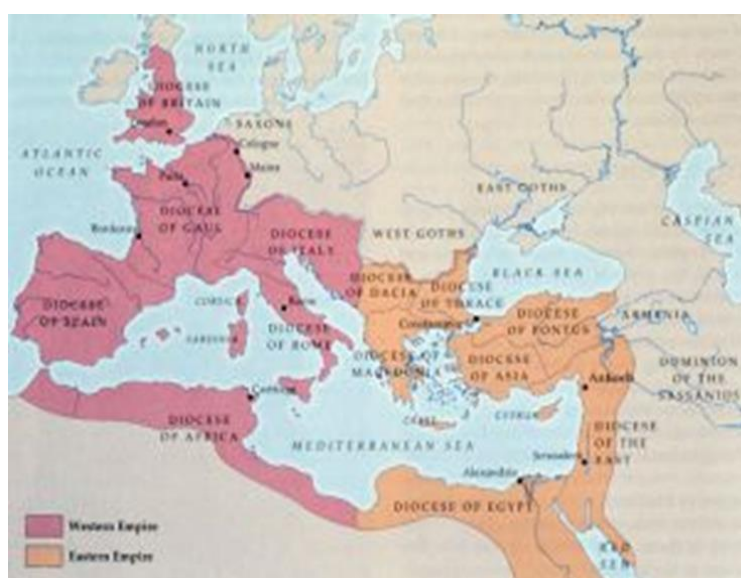 NORTH
SEA
DIOCESE
OF BRITAIN
London
SAXONS
Cologne
ATLANTIC
OCEAN
Mainz
Paris
EAST GOTHS
DIOCESE
OF GAUL
CASPIAN
SEA
Bordeaux
DIOCESE
OF ITALY
WEST GOTHS
BLACK SEA
DIOCESE
OF DACIA
DIOCESE
OF THRACE
DIOCESE
OF SPAIN
CORSICA
Rome
DIOCESE
OF PONTUS
ARMENIA
SARDINIA
DIOCESE
OF ROME
DIOCESE OF
MACEDONIA
DIOCESE
OF ASIA
DOMINION
OF THE
SASSANIDS
Antioch
Carthage
CRETE
CYPRUS
DIOCESE
OF AFRICA
DIOCESE
OF THE
EAST
MEDITERRANEAN SEA
Jerusalem
Alexandria
DIOCESE OF EGYPT
Western Empire
Eastern Empire
RED
SEA